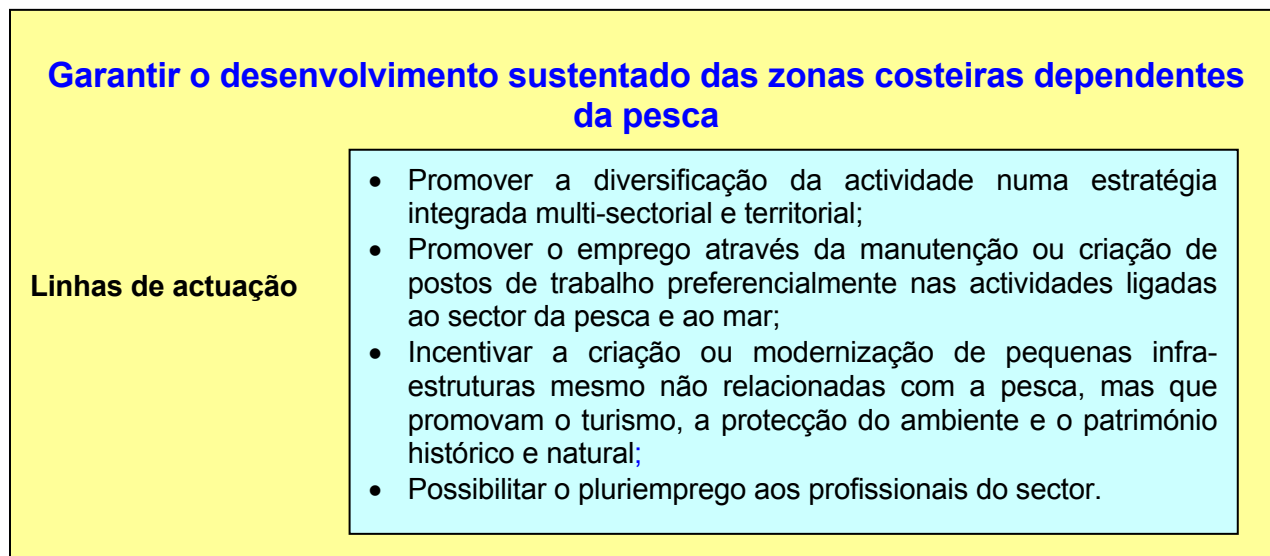 Garantir o desenvolvimento sustentado das zonas costeiras dependentes
da pesca
Linhas de actuação
• Promover a diversificação da actividade numa estratégia
integrada multi-sectorial e territorial;
• Promover o emprego através da manutenção ou criação de
postos de trabalho preferencialmente nas actividades ligadas
ao sector da pesca e ao mar;
• Incentivar a criação ou modernização de pequenas infra-
estruturas mesmo não relacionadas com a pesca, mas que
promovam o turismo, a protecção do ambiente e o património
histórico e natural;
• Possibilitar o pluriemprego aos profissionais do sector.